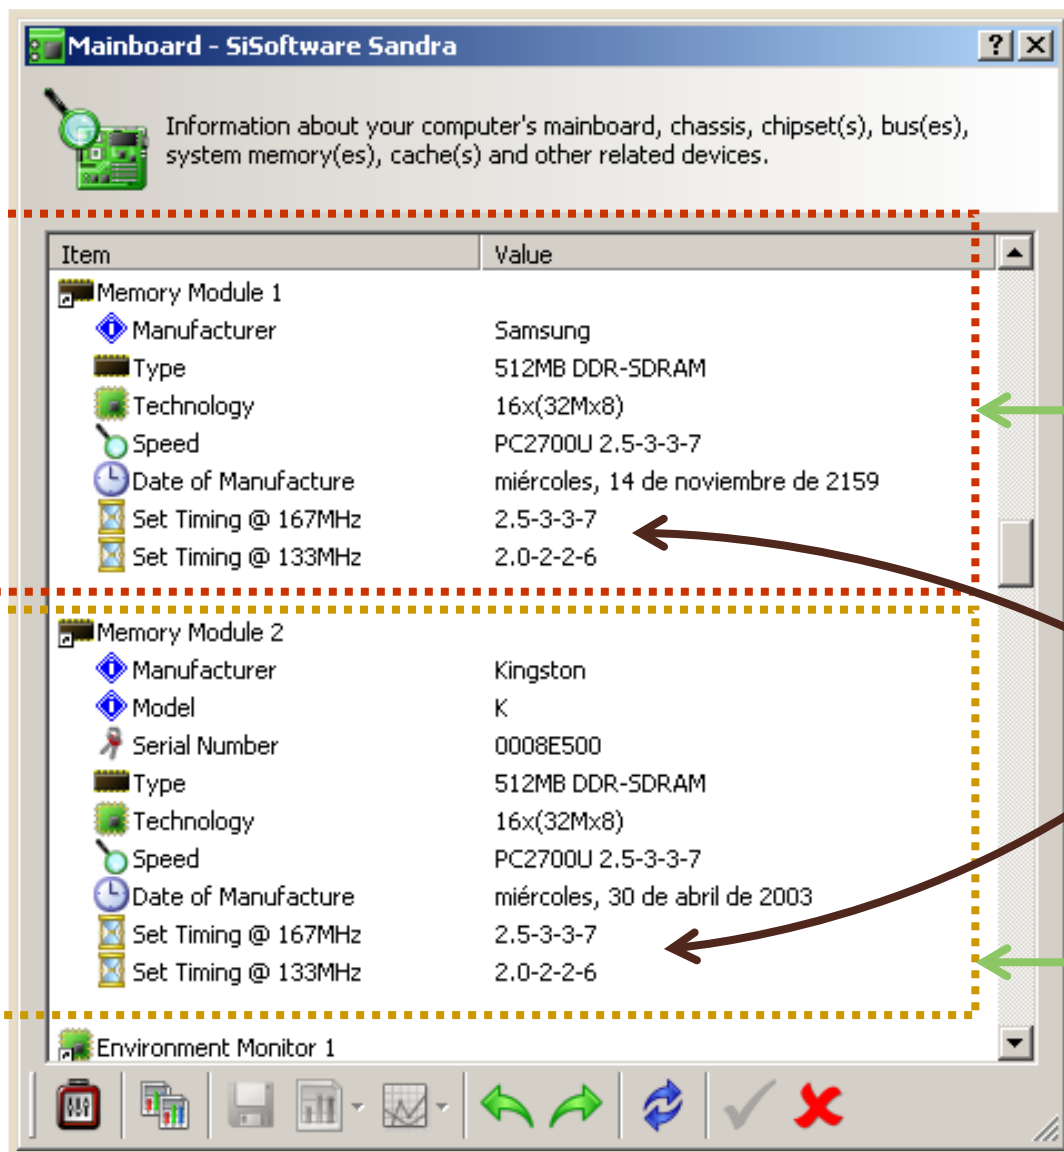 Mainboard - SiSoftware Sandra
Information about your computer's mainboard, chassis, chipset(s), bus(es),
system memory(es), cache(s) and other related devices.
Item Value
Memory Module 1
Manufacturer Samsung
Type 512MB DDR-SDRAM
Technology 16x(32Mx8)
Speed PC2700U 2.5-3-3-7
Date of Manufacture miércoles, 14 de noviembre de 2159
Set Timing @ 167MHz 2.5-3-3-7
Set Timing @ 133MHz 2.0-2-2-6
Memory Module 2
Manufacturer Kingston
Model K
Serial Number 0008E500
Type 512MB DDR-SDRAM
Technology 16x(32Mx8)
Speed PC2700U 2.5-3-3-7
Date of Manufacture miércoles, 30 de abril de 2003
Set Timing @ 167MHz 2.5-3-3-7
Set Timing @ 133MHz 2.0-2-2-6
Environment Monitor 1